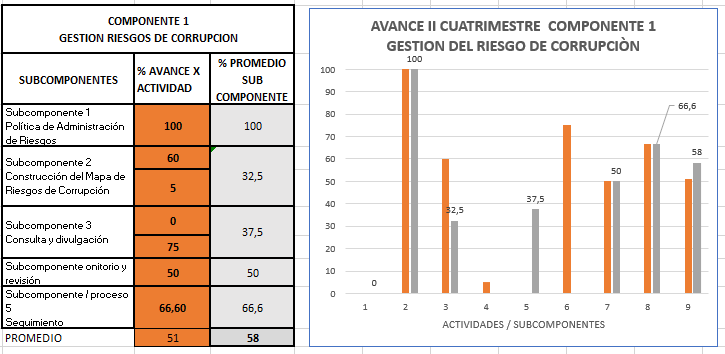 COMPONENTE 1
GESTION RIESGOS DE CORRUPCION
SUBCOMPONENTES
% AVANCE X
ACTIVIDAD
% PROMEDIO
SUB
COMPONENTE
Subcomponente 1
Política de Administración
de Riesgos
100
100
Subcomponente 2
Construcción del Mapa de
Riesgos de Corrupción
60
5
32,5
Subcomponente 3
Consulta y divulgación
0
75
37,5
Subcomponente onitorio y
revisión
50
50
Subcomponente / proceso
5
Seguimiento
66,60
66,6
PROMEDIO
51
58
AVANCE II CUATRIMESTRE COMPONENTE 1
GESTION DEL RIESGO DE CORRUPCIÒN
100
90
80
70
60
50
40
30
20
10
0
0
100
32,5
37,5
50
66,6
58
1 2 3 4 5 6 7 8 9
ACTIVIDADES / SUBCOMPONENTES